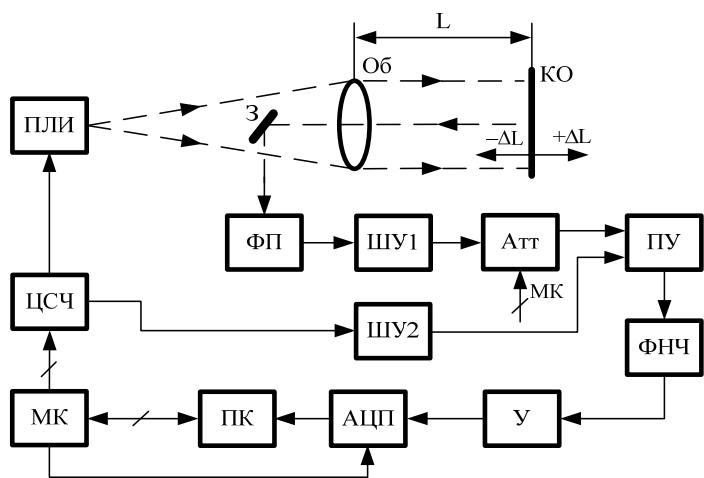 L
Об
КО
ПЛИ
З
–ΔL
+ΔL
ФП
ШУ1
Атт
ПУ
МК
ЦСЧ
ШУ2
ФНЧ
МК
ПК
АЦП
У